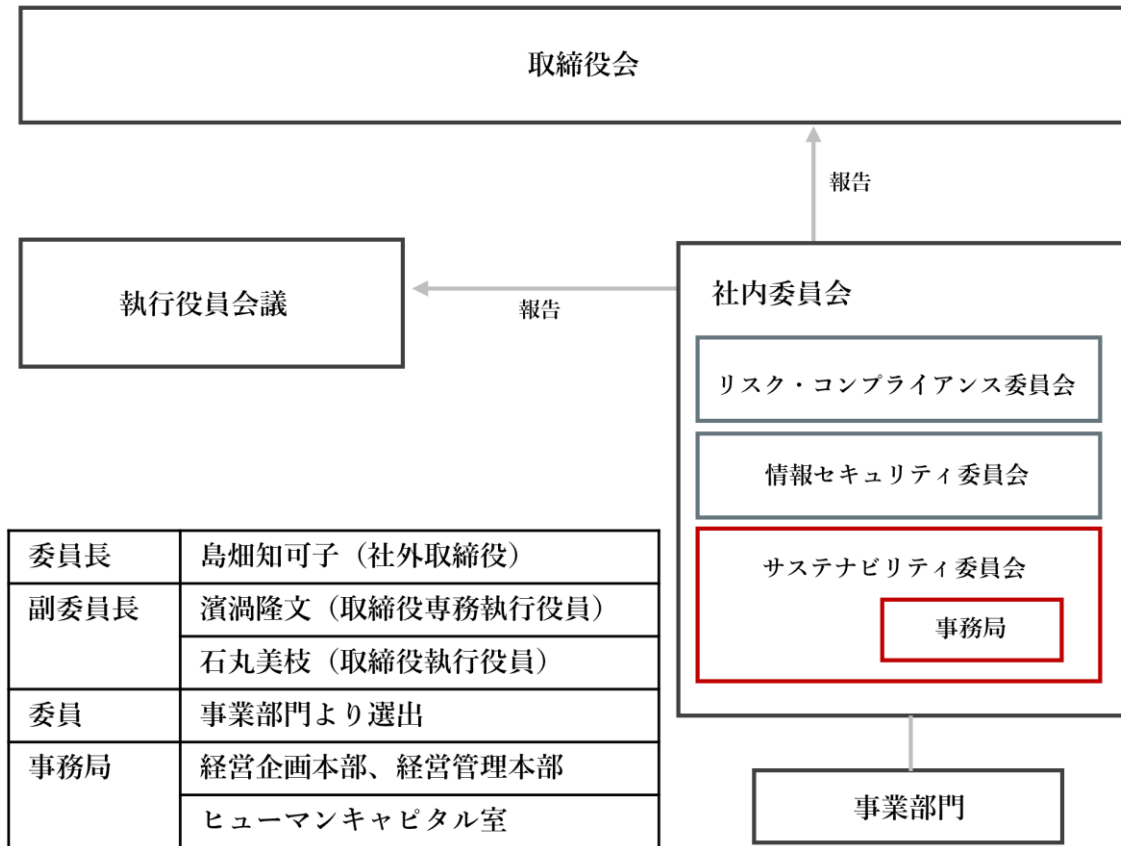 取締役会
報告
執行役員会議
報告
社内委員会
リスク・コンプライアンス委員会
情報セキュリティ委員会
サステナビリティ委員会
事務局
事業部門
委員長 島畑知可子（社外取締役）
副委員長 濱渦隆文（取締役専務執行役員）
石丸美枝（取締役執行役員）
委員 事業部門より選出
事務局 経営企画本部、経営管理本部
ヒューマンキャピタル室